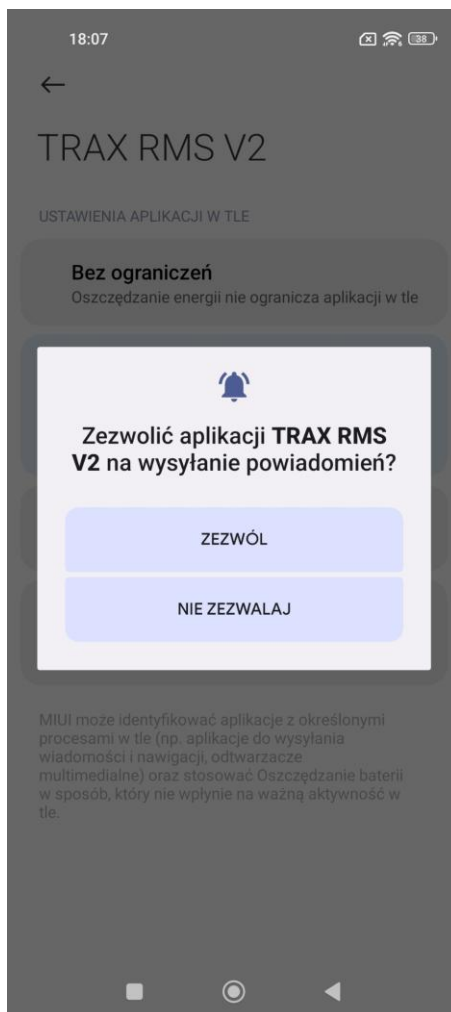 18:07
38
TRAX RMS V2
USTAWIENIA APLIKACJI W TLE
Bez ograniczeń
Oszczędzanie energii nie ogranicza aplikacji w tle
Zezwolić aplikacji TRAX RMS
V2 na wysyłanie powiadomień?
ZEZWÓL
NIE ZEZWALAJ
MIUI może identyfikować aplikacje z określonymi
procesami w tle (np. aplikacje do wysyłania
wiadomości i nawigacji, odtwarzacze
multimedialne) oraz stosować Oszczędzanie baterii
w sposób, który nie wpłynie na ważną aktywność w
tle.